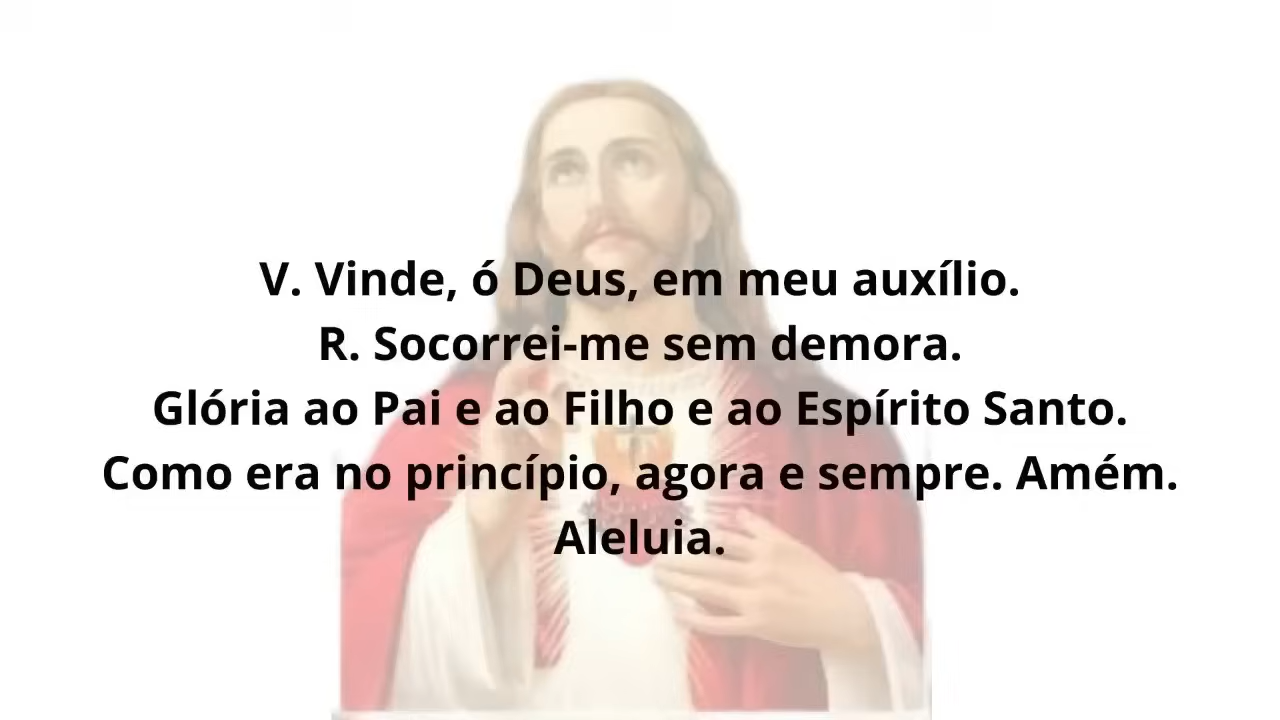 V. Vinde, ó Deus, em meu auxílio.
R. Socorrei-me sem demora.
Glória ao Pai e ao Filho e ao Espírito Santo.
Como era no princípio, agora e sempre. Amém.
Aleluia.